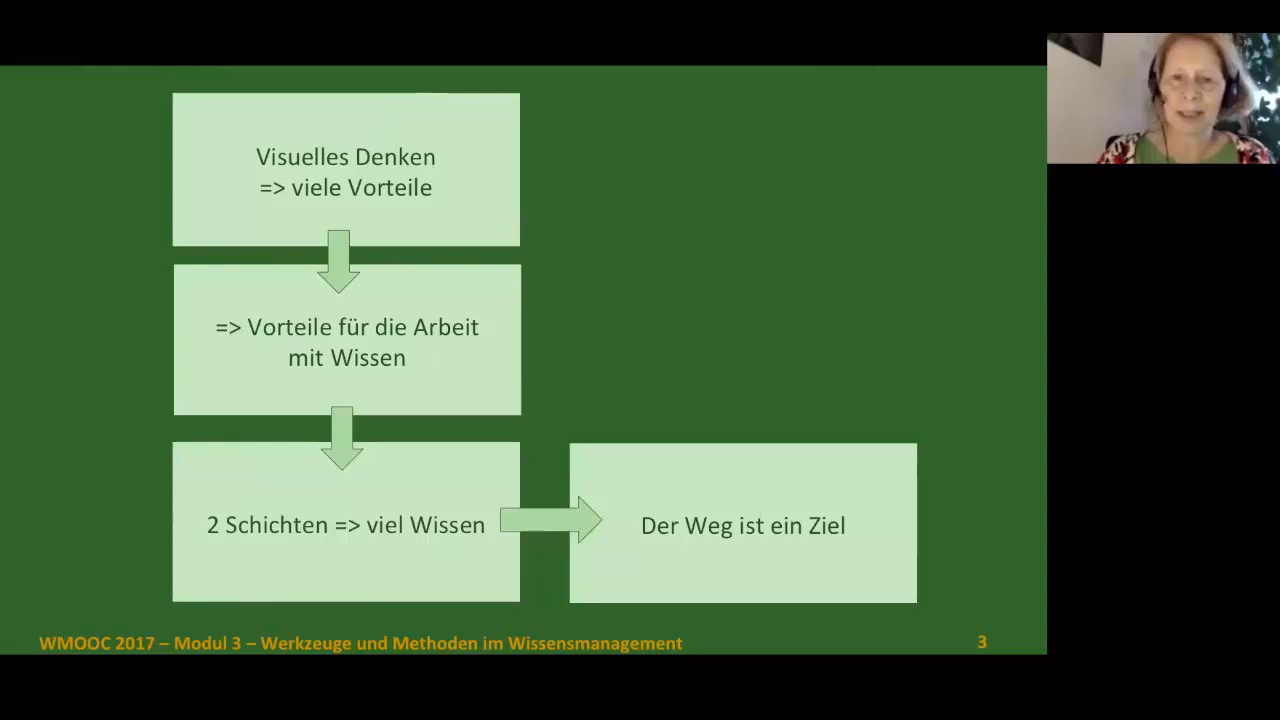 Visuelles Denken
=> viele Vorteile
=> Vorteile für die Arbeit
mit Wissen
2 Schichten => viel Wissen
Der Weg ist ein Ziel
WMOOC 2017 – Modul 3 – Werkzeuge und Methoden im Wissensmanagement
3